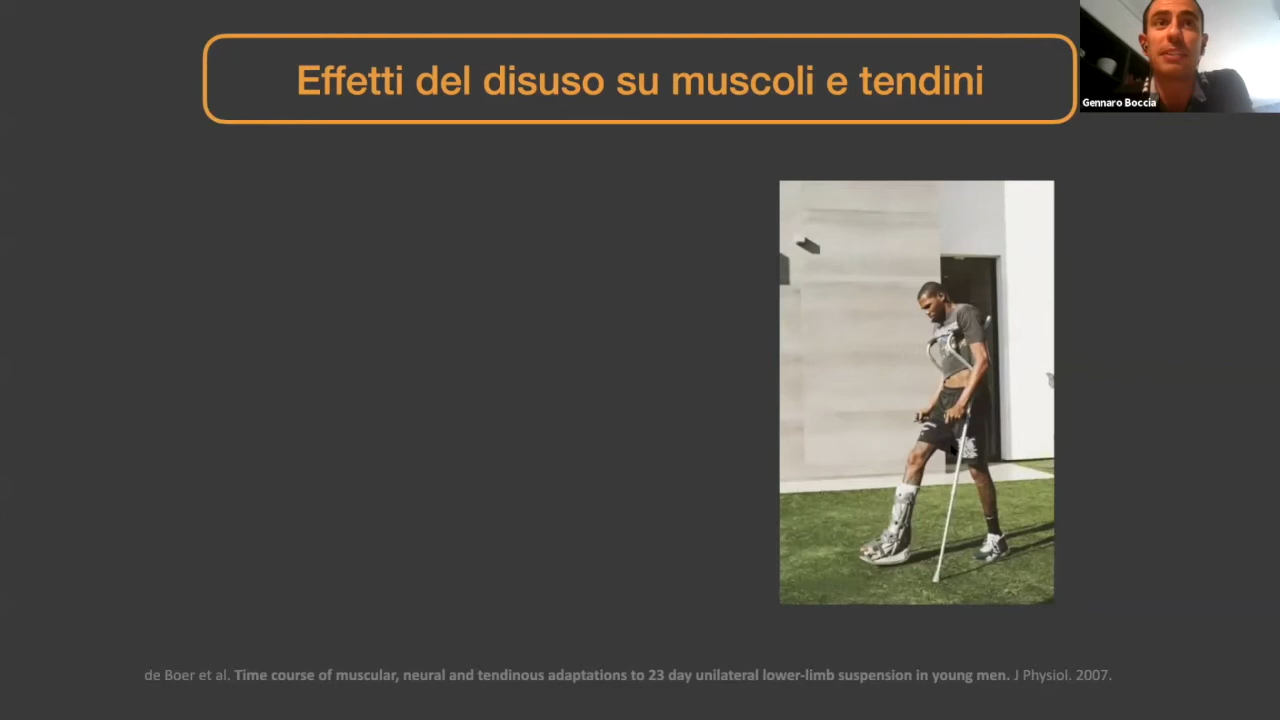 Effetti del disuso su muscoli e tendini
Gennaro Boccia
de Boer et al. Time course of muscular, neural and tendinous adaptations to 23 day unilateral lower-limb suspension in young men. J Physiol. 2007.